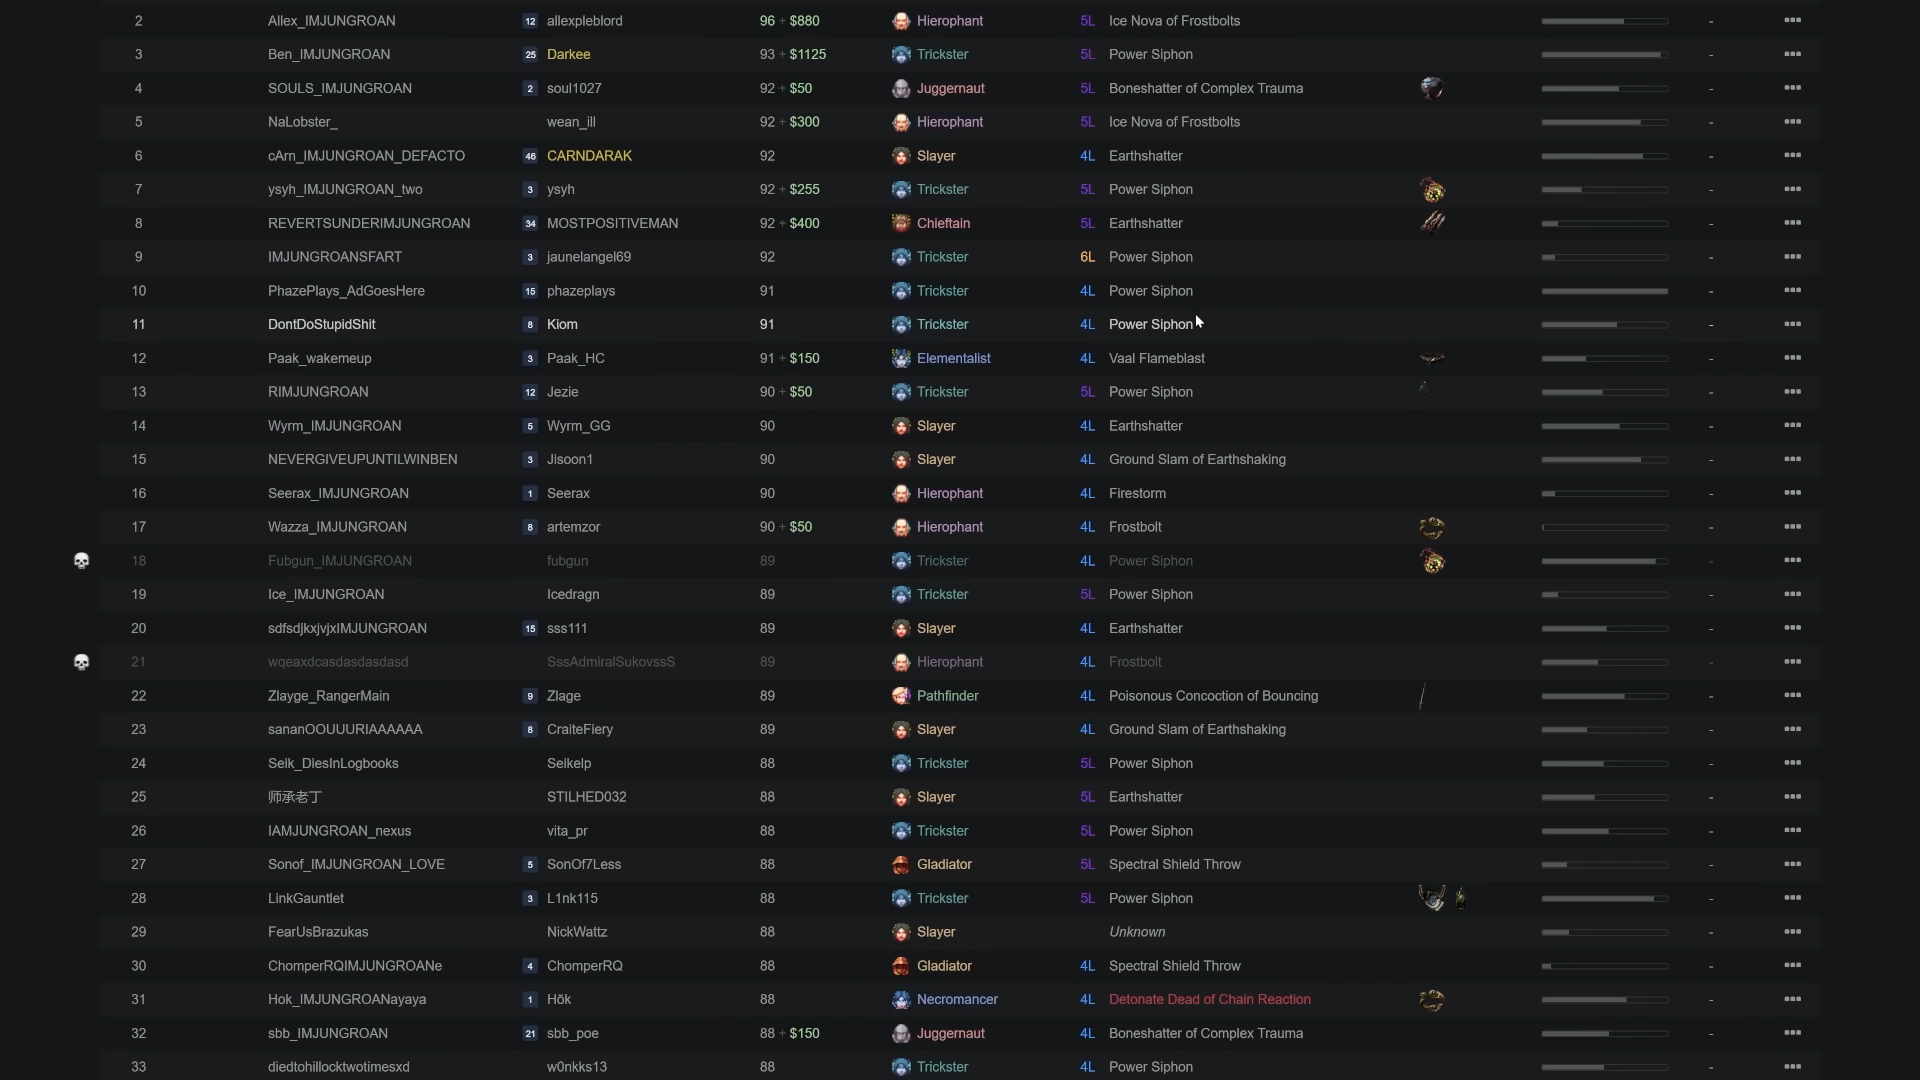 2 Allex_IMJUNGROAN 12 allexpleblord 96 + $880 Hierophant 5L Ice Nova of Frostbolts - •••
3 Ben_IMJUNGROAN 25 Darkee 93 + $1125 Trickster 5L Power Siphon - •••
4 SOULS_IMJUNGROAN 2 soul1027 92 + $50 Juggernaut 5L Boneshatter of Complex Trauma - •••
5 NaLobster_ wean_ill 92 + $300 Hierophant 5L Ice Nova of Frostbolts - •••
6 cArn_IMJUNGROAN_DEFACTO 46 CARNDARAK 92 Slayer 4L Earthshatter - •••
7 ysyh_IMJUNGROAN_two 3 ysyh 92 + $255 Trickster 5L Power Siphon - •••
8 REVERTSUNDERIMJUNGROAN 34 MOSTPOSITIVEMAN 92 + $400 Chieftain 5L Earthshatter - •••
9 IMJUNGROANSFART 3 jaunelangel69 92 Trickster 6L Power Siphon - •••
10 PhazePlays_AdGoesHere 15 phazeplays 91 Trickster 4L Power Siphon - •••
11 DontDoStupidShit 8 Kiom 91 Trickster 4L Power Siphon - •••
12 Paak_wakemeup 3 Paak_HC 91 + $150 Elementalist 4L Vaal Flameblast - •••
13 RIMJUNGROAN 12 Jezie 90 + $50 Trickster 5L Power Siphon - •••
14 Wyrm_IMJUNGROAN 5 Wyrm_GG 90 Slayer 4L Earthshatter - •••
15 NEVERGIVEUPUNTILWINBEN 3 Jisoon1 90 Slayer 4L Ground Slam of Earthshaking - •••
16 Seerax_IMJUNGROAN 1 Seerax 90 Hierophant 4L Firestorm - •••
17 Wazza_IMJUNGROAN 8 artemzor 90 + $50 Hierophant 4L Frostbolt - •••
18 Fubgun_IMJUNGROAN fubgun 89 Trickster 4L Power Siphon - •••
19 Ice_IMJUNGROAN Icedragn 89 Trickster 5L Power Siphon - •••
20 sdfsdjkxjvjxIMJUNGROAN 15 sss111 89 Slayer 4L Earthshatter - •••
21 wqeaxdcasdasdasdasd SssAdmiralSukovssS 89 Hierophant 4L Frostbolt - •••
22 Zlayge_RangerMain 9 Zlage 89 Pathfinder 4L Poisonous Concoction of Bouncing - •••
23 sananOOUUURIAAAAAA 8 CraiteFiery 89 Slayer 4L Ground Slam of Earthshaking - •••
24 Seik_DiesInLogbooks Seikelp 88 Trickster 5L Power Siphon - •••
25 师承老丁 STILHED032 88 Slayer 5L Earthshatter - •••
26 IAMJUNGROAN_nexus vita_pr 88 Trickster 5L Power Siphon - •••
27 Sonof_IMJUNGROAN_LOVE 5 SonOf7Less 88 Gladiator 5L Spectral Shield Throw - •••
28 LinkGauntlet 3 L1nk115 88 Trickster 5L Power Siphon - •••
29 FearUsBrazukas NickWattz 88 Slayer Unknown - •••
30 ChomperRQIMJUNGROANe 4 ChomperRQ 88 Gladiator 4L Spectral Shield Throw - •••
31 Hok_IMJUNGROANayaya 1 Hõk 88 Necromancer 4L Detonate Dead of Chain Reaction - •••
32 sbb_IMJUNGROAN 21 sbb_poe 88 + $150 Juggernaut 4L Boneshatter of Complex Trauma - •••
33 diedtohillocktwotimesxd w0nkks13 88 Trickster 4L Power Siphon - •••